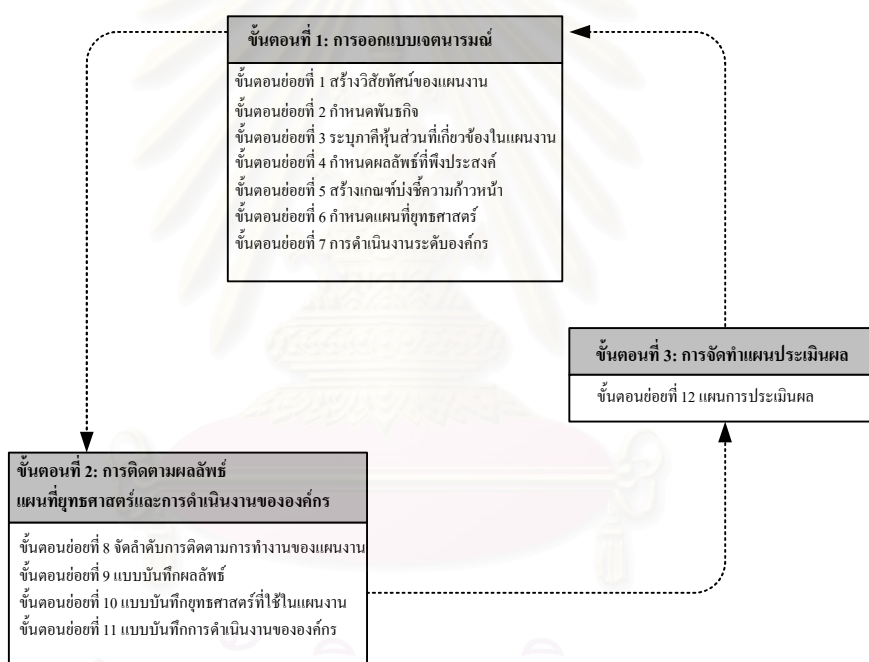 ขั้นตอนที่ 1: การออกแบบเจตนารมณ์
ขั้นตอนย่อยที่ 1 สร้างวิสัยทัศน์ของแผนงาน
ขั้นตอนย่อยที่ 2 กำหนดพันธกิจ
ขั้นตอนย่อยที่ 3 ระบุภาคีหุ้นส่วนที่เกี่ยวข้องในแผนงาน
ขั้นตอนย่อยที่ 4 กำหนดผลลัพธ์ที่พึงประสงค์
ขั้นตอนย่อยที่ 5 สร้างเกณฑ์บ่งชี้ความก้าวหน้า
ขั้นตอนย่อยที่ 6 กำหนดแผนที่ยุทธศาสตร์
ขั้นตอนย่อยที่ 7 การดำเนินงานระดับองค์กร
ขั้นตอนที่ 3: การจัดทำแผนประเมินผล
ขั้นตอนย่อยที่ 12 แผนการประเมินผล
ขั้นตอนที่ 2: การติดตามผลลัพธ์
แผนที่ยุทธศาสตร์และการดำเนินงานขององค์กร
ขั้นตอนย่อยที่ 8 จัดลำดับการติดตามการทำงานของแผนงาน
ขั้นตอนย่อยที่ 9 แบบบันทึกผลลัพธ์
ขั้นตอนย่อยที่ 10 แบบบันทึกยุทธศาสตร์ที่ใช้ในแผนงาน
ขั้นตอนย่อยที่ 11 แบบบันทึกการดำเนินงานขององค์กร